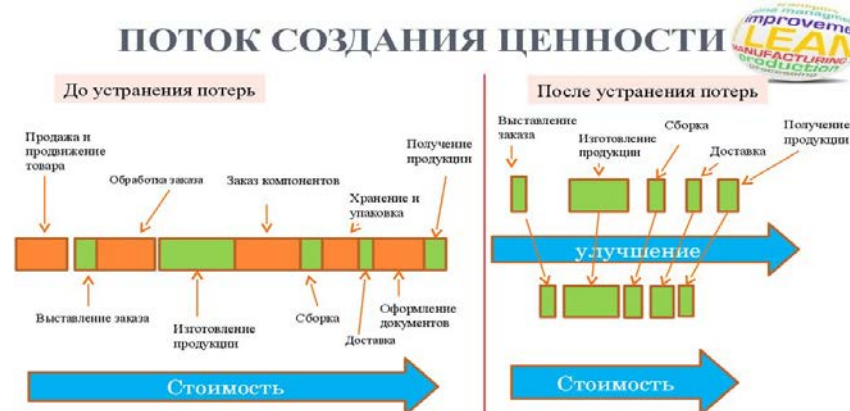 ПОТОК СОЗДАНИЯ ЦЕННОСТИ
improveme
LEAN
MANUFACTURING
production
processing
До устранения потерь
Продажа и
продвижение
товара
Обработка заказа
Заказ компонентов
Хранение и
упаковка
Получение
продукции
Выставление заказа
Изготовление
продукции
Сборка
Доставка
Оформление
документов
Стоимость
После устранения потерь
Выставление
заказа
Изготовление
продукции
Сборка
Доставка
Получение
продукции
улучшение
Стоимость